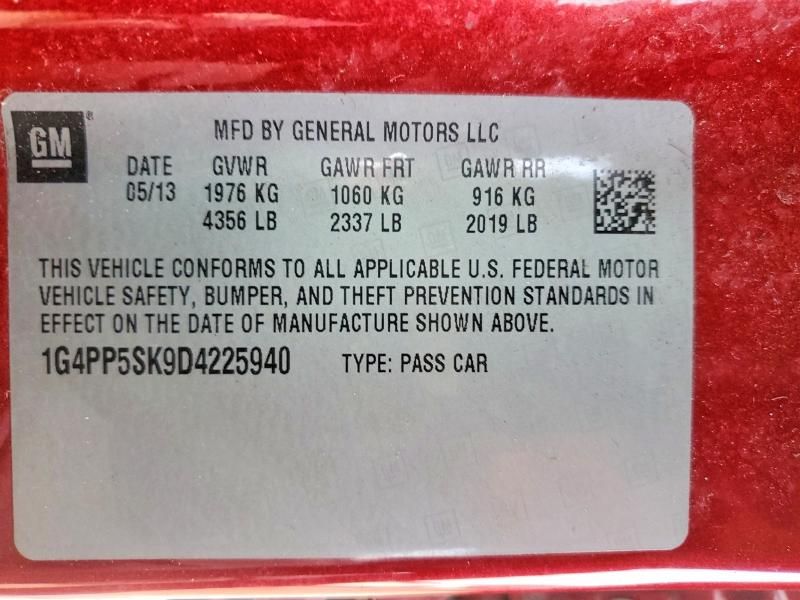 GM ®
MFD BY GENERAL MOTORS LLC
DATE GVWR GAWR FRT GAWR RR
05/13 1976 KG 1060 KG 916 KG
4356 LB 2337 LB 2019 LB
THIS VEHICLE CONFORMS TO ALL APPLICABLE U.S. FEDERAL MOTOR
VEHICLE SAFETY, BUMPER, AND THEFT PREVENTION STANDARDS IN
EFFECT ON THE DATE OF MANUFACTURE SHOWN ABOVE.
1G4PP5SK9D4225940 TYPE: PASS CAR